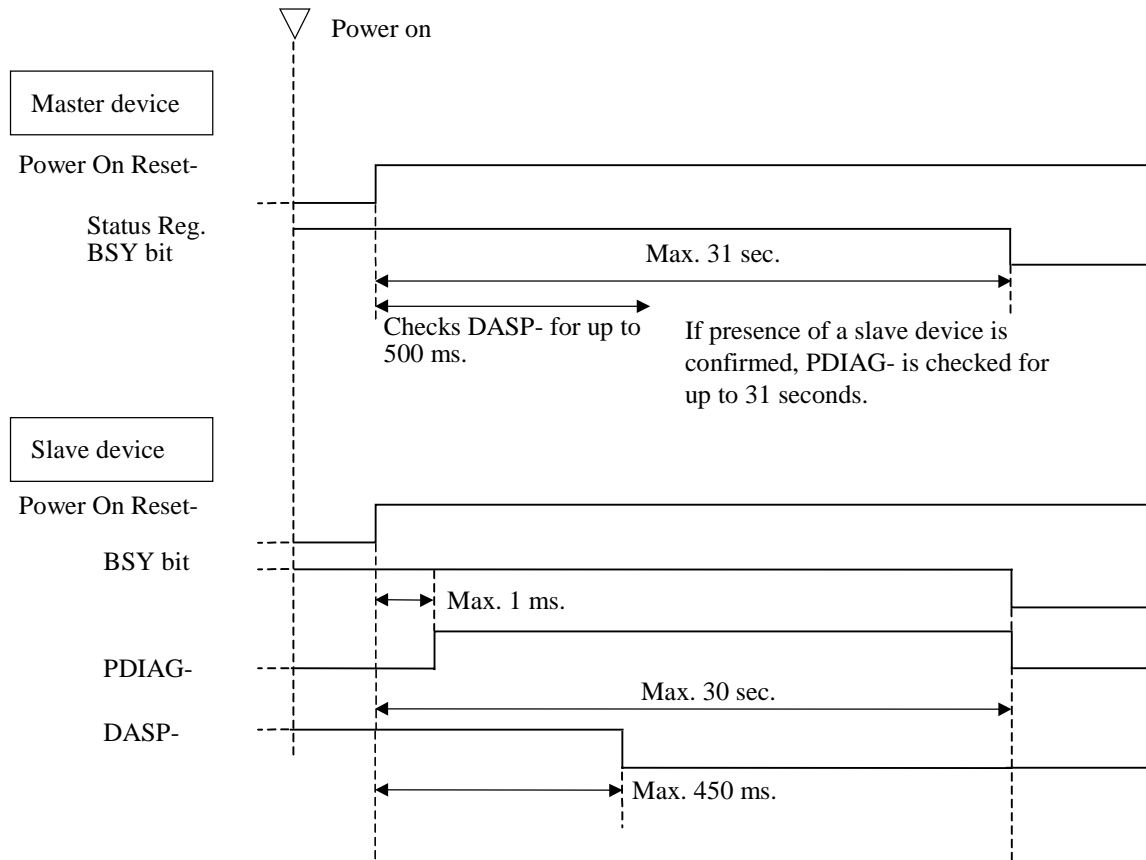 Power on
Master device
Power On Reset-
Status Reg.
BSY bit
Max. 31 sec.
Checks DASP- for up to
500 ms.
If presence of a slave device is
confirmed, PDIAG- is checked for
up to 31 seconds.
Slave device
Power On Reset-
BSY bit
Max. 1 ms.
PDIAG-
Max. 30 sec.
DASP-
Max. 450 ms.